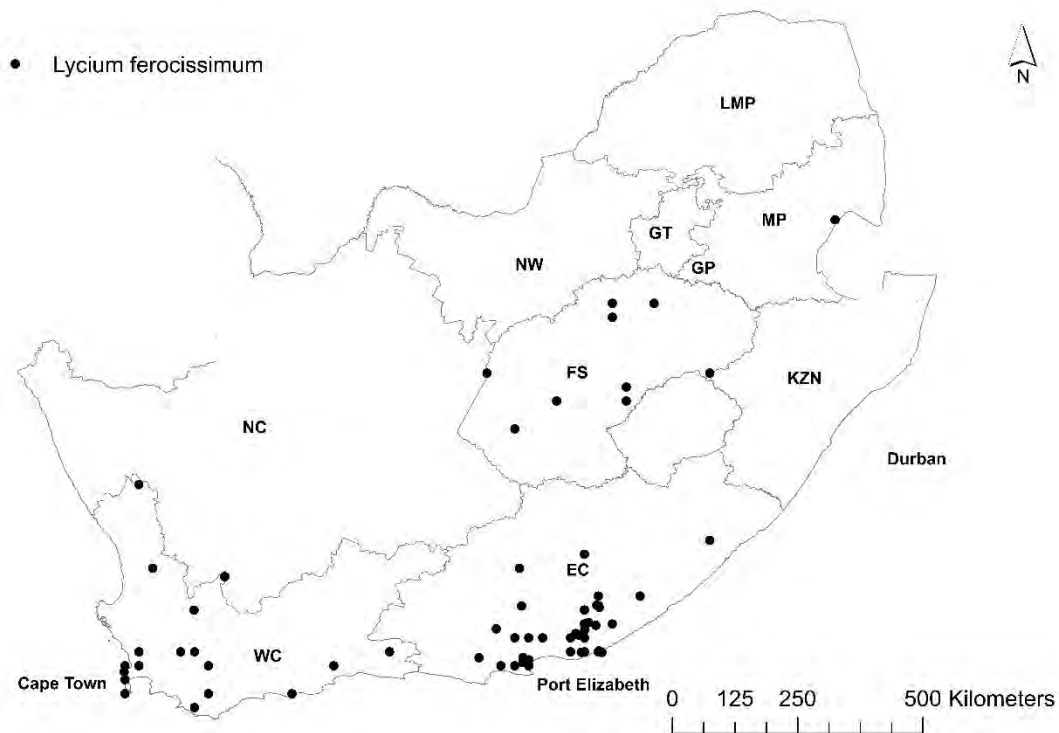 Lycium ferocissimum
N
LMP
MP
GT
NW
GP
FS
KZN
NC
Durban
EC
WC
Cape Town
Port Elizabeth
0 125 250 500 Kilometers